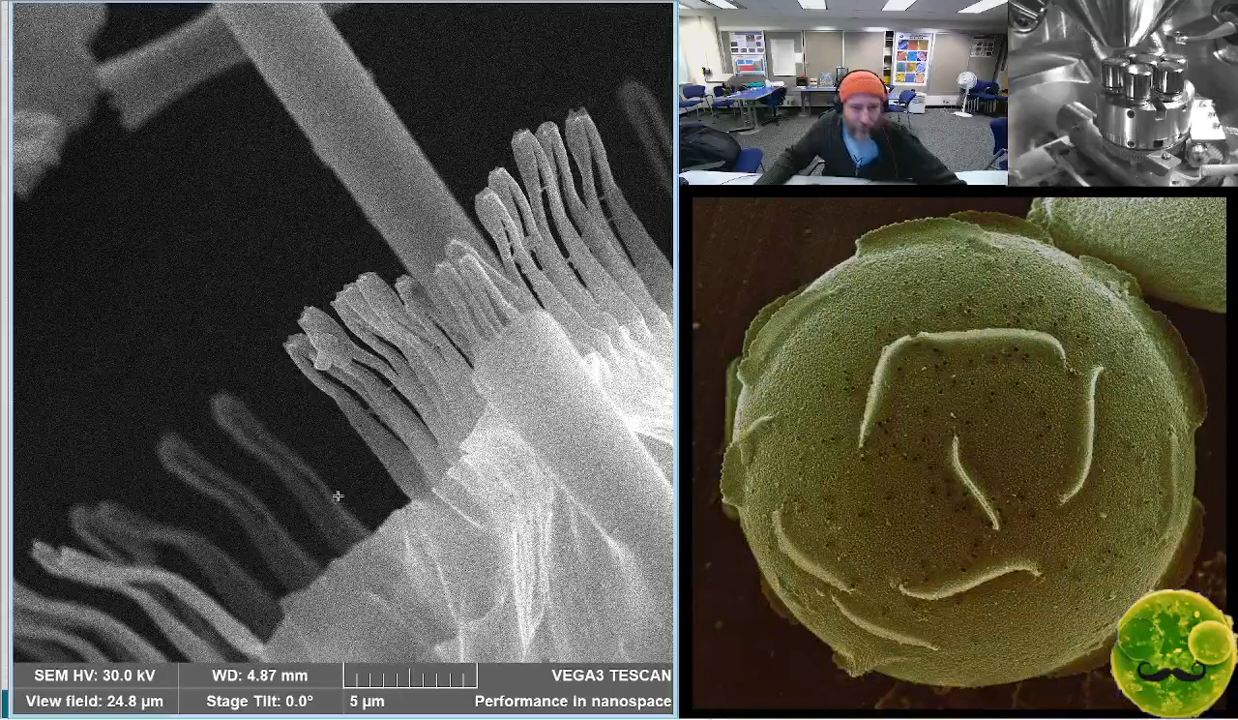 SEM HV: 30.0 kV
WD: 4.87 mm
VEGA3 TESCAN
View field: 24.8 µm
Stage Tilt: 0.0°
5 µm
Performance in nanospace